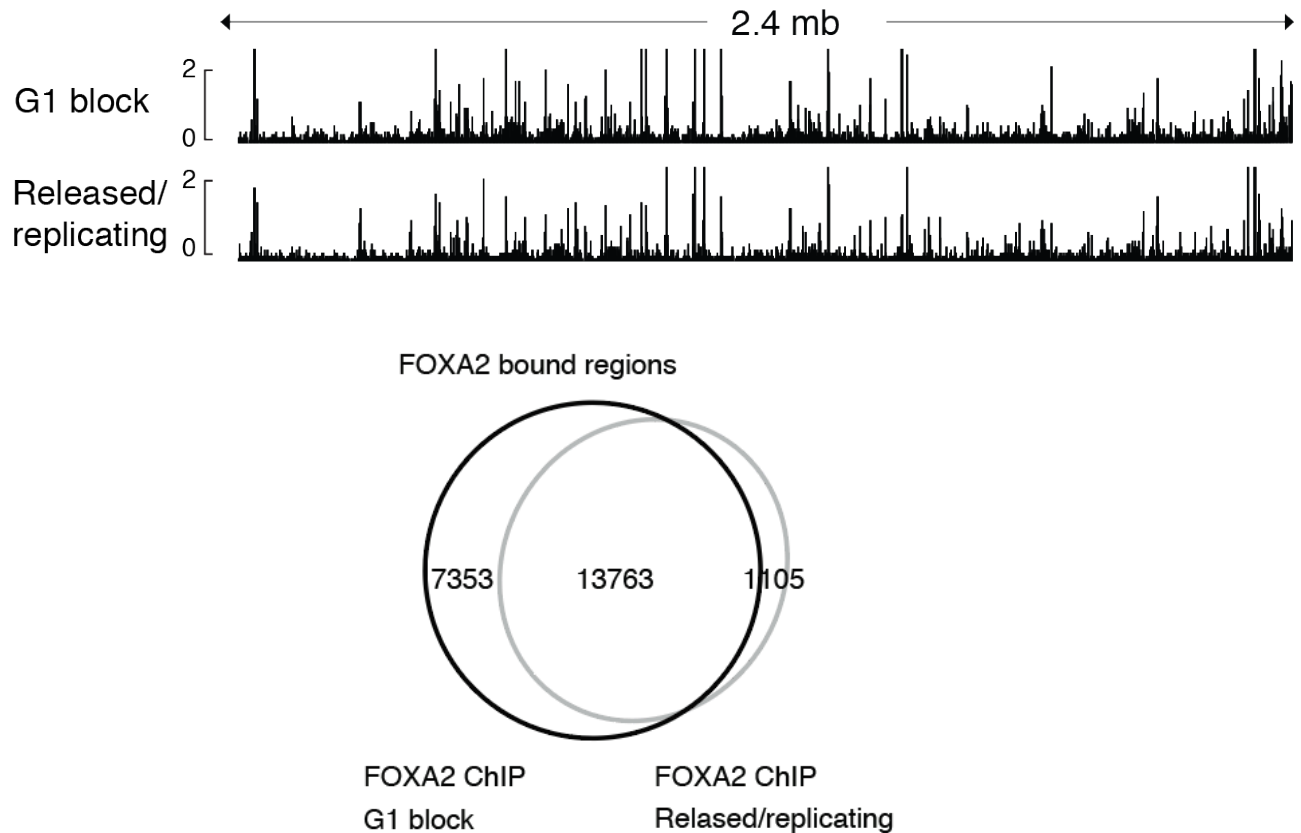 2.4 mb
2
G1 block
0
2
Released/
replicating
0
FOXA2 bound regions
7353 13763 1105
FOXA2 ChIP FOXA2 ChIP
G1 block Relased/replicating